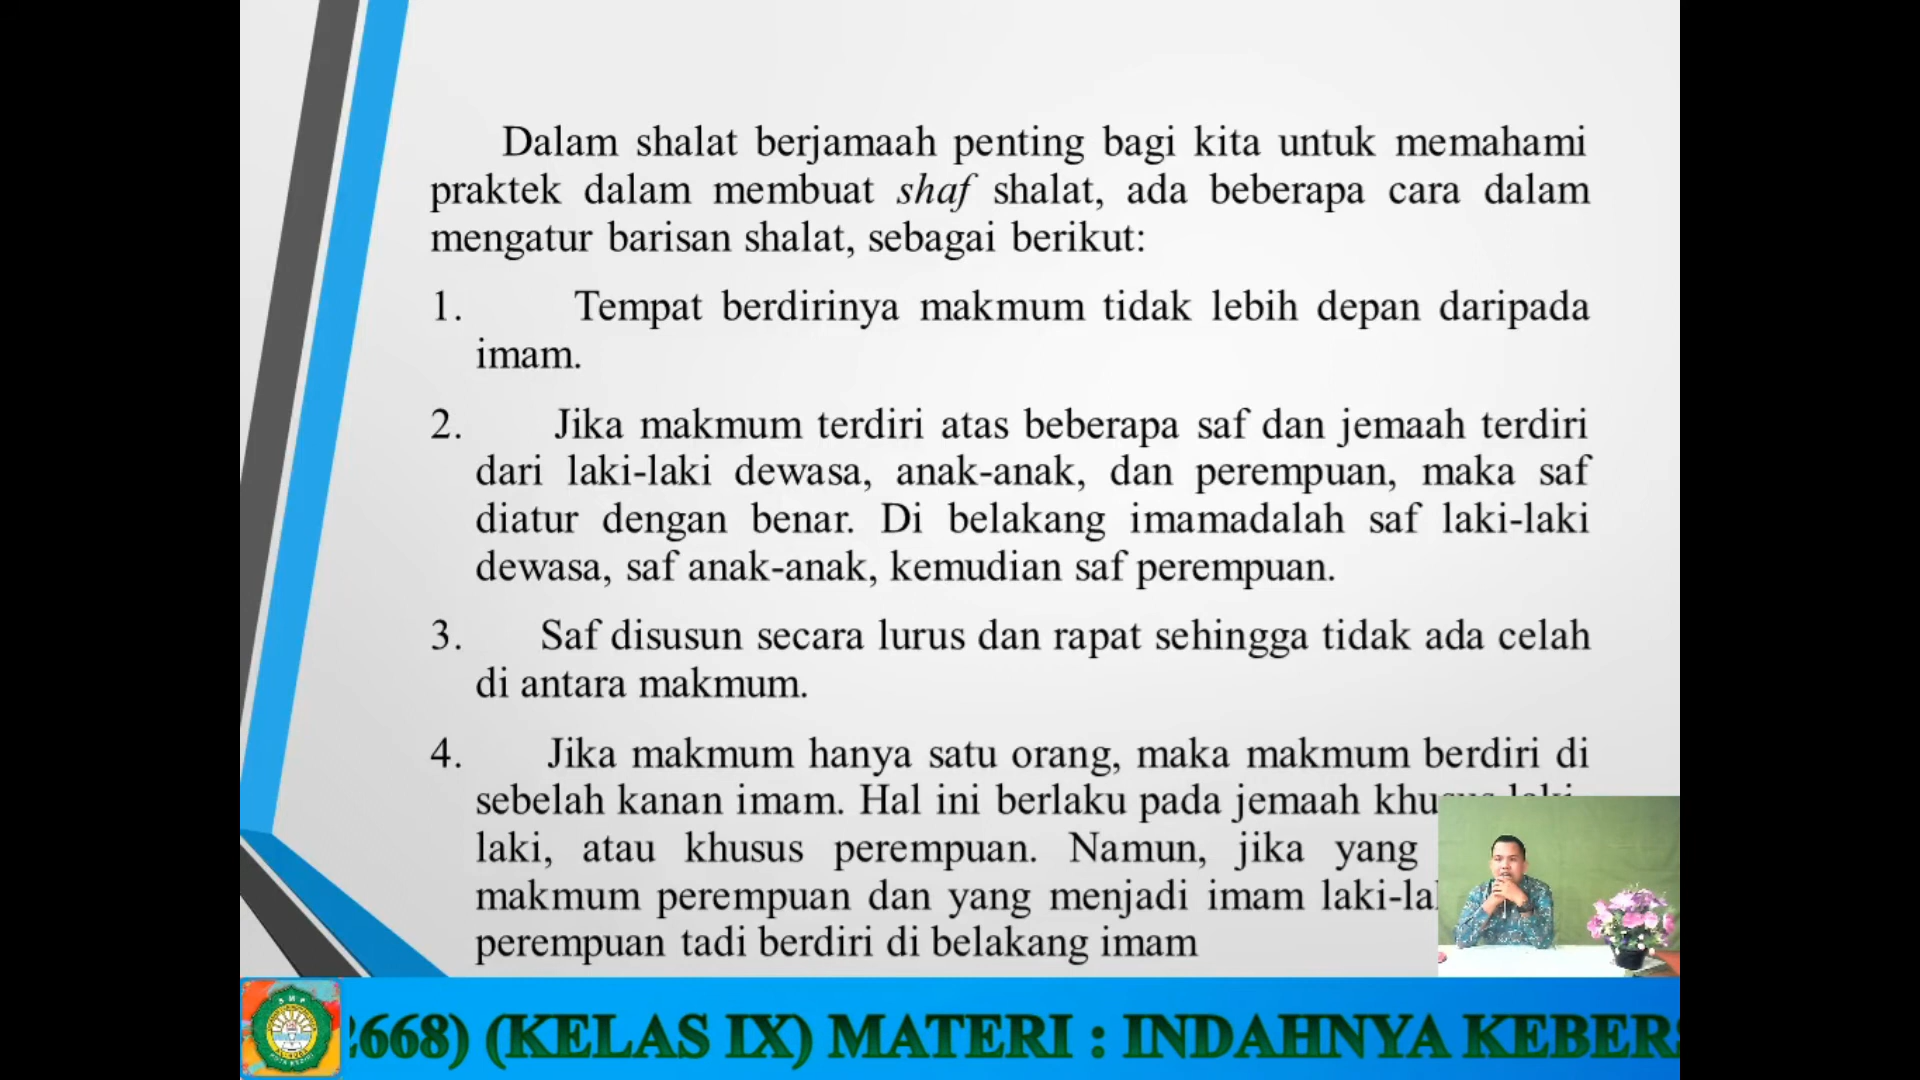 Dalam shalat berjamaah penting bagi kita untuk memahami
praktek dalam membuat shaf shalat, ada beberapa cara dalam
mengatur barisan shalat, sebagai berikut:
1. Tempat berdirinya makmum tidak lebih depan daripada
imam.
2. Jika makmum terdiri atas beberapa saf dan jemaah terdiri
dari laki-laki dewasa, anak-anak, dan perempuan, maka saf
diatur dengan benar. Di belakang imamadalah saf laki-laki
dewasa, saf anak-anak, kemudian saf perempuan.
3. Saf disusun secara lurus dan rapat sehingga tidak ada celah
di antara makmum.
4. Jika makmum hanya satu orang, maka makmum berdiri di
sebelah kanan imam. Hal ini berlaku pada jemaah khusus laki-
laki, atau khusus perempuan. Namun, jika yang
makmum perempuan dan yang menjadi imam
perempuan tadi berdiri di belakang imam
2668) (KELAS IX) MATERI : INDAHNYA KEBERS